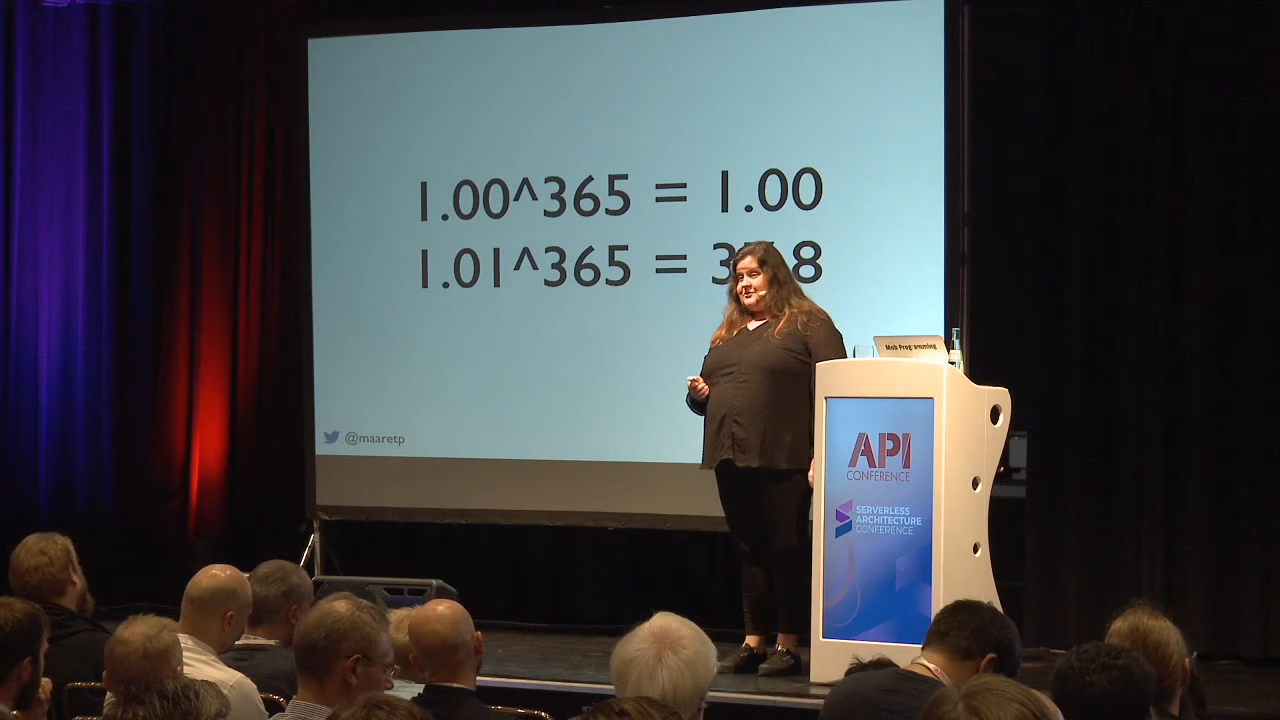 1.00^365 = 1.00
1.01^365 =
@maaretp
Mob Programming
API
CONFERENCE
SERVERLESS
ARCHITECTURE
CONFERENCE